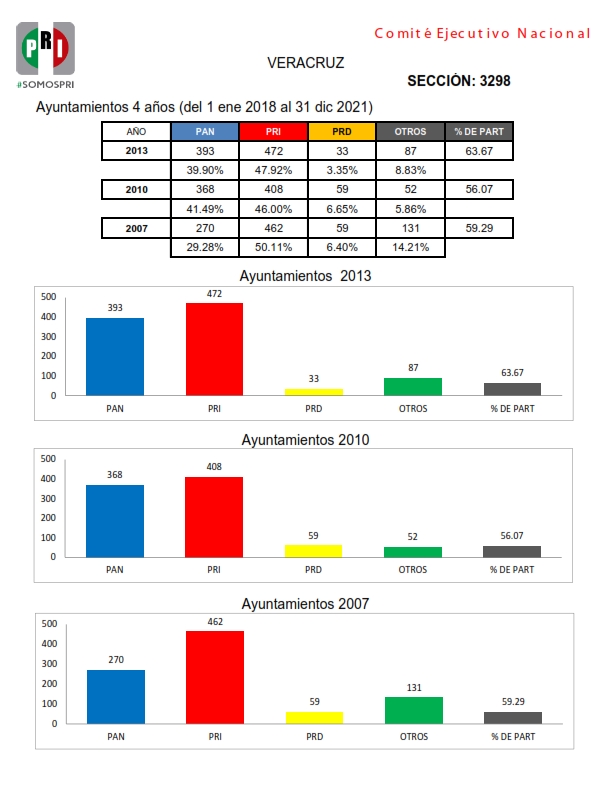 Comité Ejecutivo Nacional
PRI
#SOMOSPRI
VERACRUZ
SECCIÓN: 3298
Ayuntamientos 4 años (del 1 ene 2018 al 31 dic 2021)
AÑO PAN PRI PRD OTROS % DE PART
2013 393 472 33 87 63.67
39.90% 47.92% 3.35% 8.83%
2010 368 408 59 52 56.07
41.49% 46.00% 6.65% 5.86%
2007 270 462 59 131 59.29
29.28% 50.11% 6.40% 14.21%
Ayuntamientos 2013
500
400
300
200
100
0
393 472 33 87 63.67
PAN PRI PRD OTROS % DE PART
Ayuntamientos 2010
500
400
300
200
100
0
368 408 59 52 56.07
PAN PRI PRD OTROS % DE PART
Ayuntamientos 2007
500
400
300
200
100
0
270 462 59 131 59.29
PAN PRI PRD OTROS % DE PART